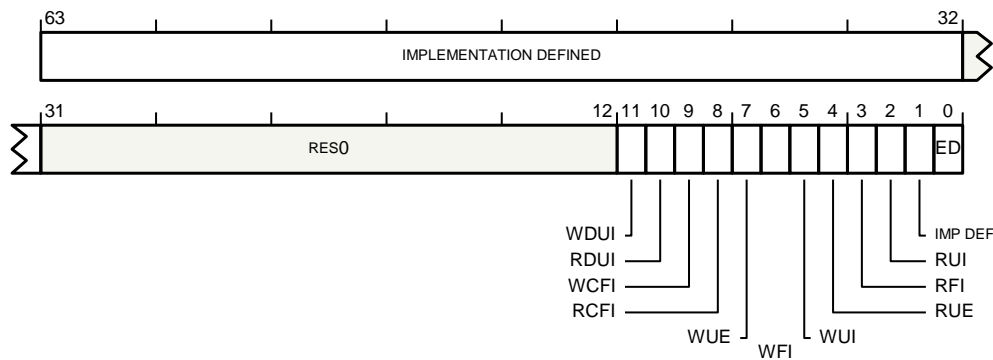 63 32
IMPLEMENTATION DEFINED
31 12 11 10 9 8 7 6 5 4 3 2 1 0
RES0 ED
WDUI IMP DEF
RDUI RUI
WCFI RFI
RCFI RUE
WUE WUI
WFI